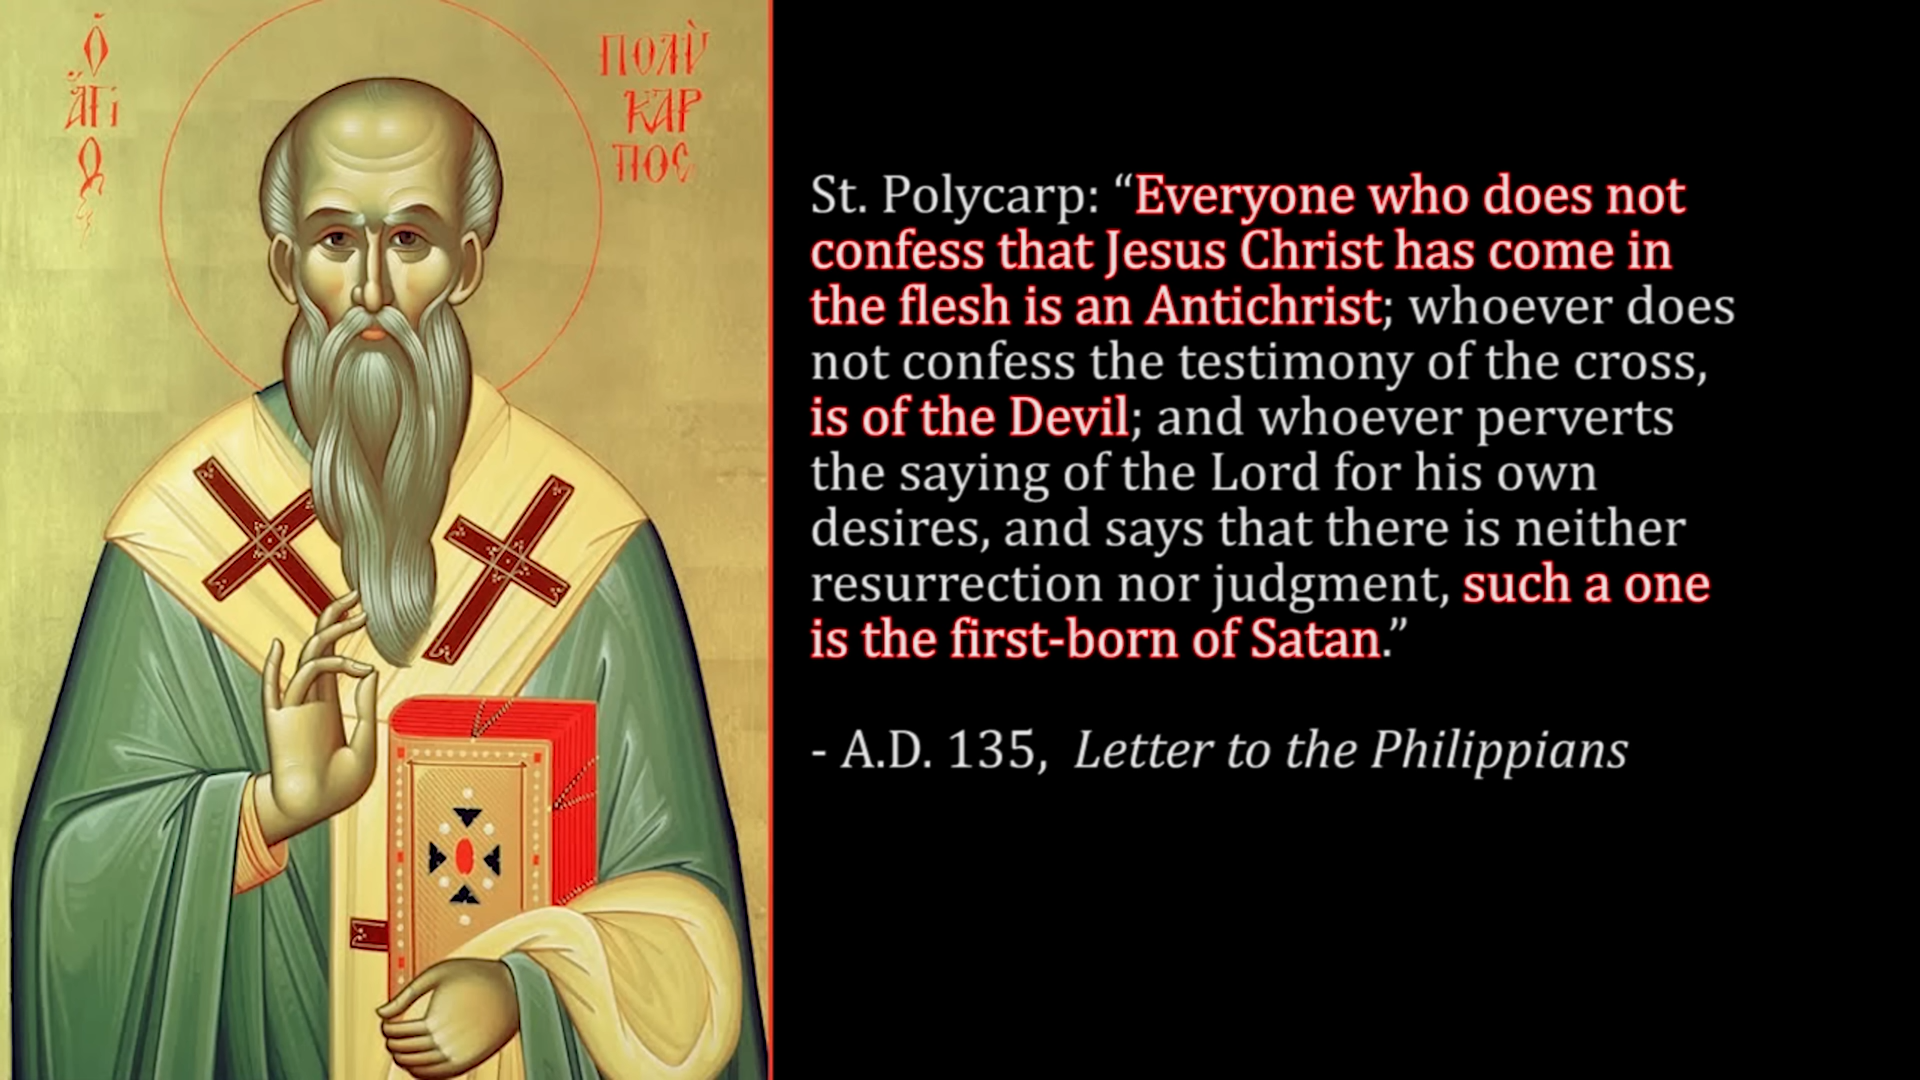 Ὁ
ἍΓΙ
Ο
ΠΟΛΎ
ΚΑΡ
ΠΟC
St. Polycarp: “Everyone who does not
confess that Jesus Christ has come in
the flesh is an Antichrist; whoever does
not confess the testimony of the cross,
is of the Devil; and whoever perverts
the saying of the Lord for his own
desires, and says that there is neither
resurrection nor judgment, such a one
is the first-born of Satan.”
- A.D. 135, Letter to the Philippians